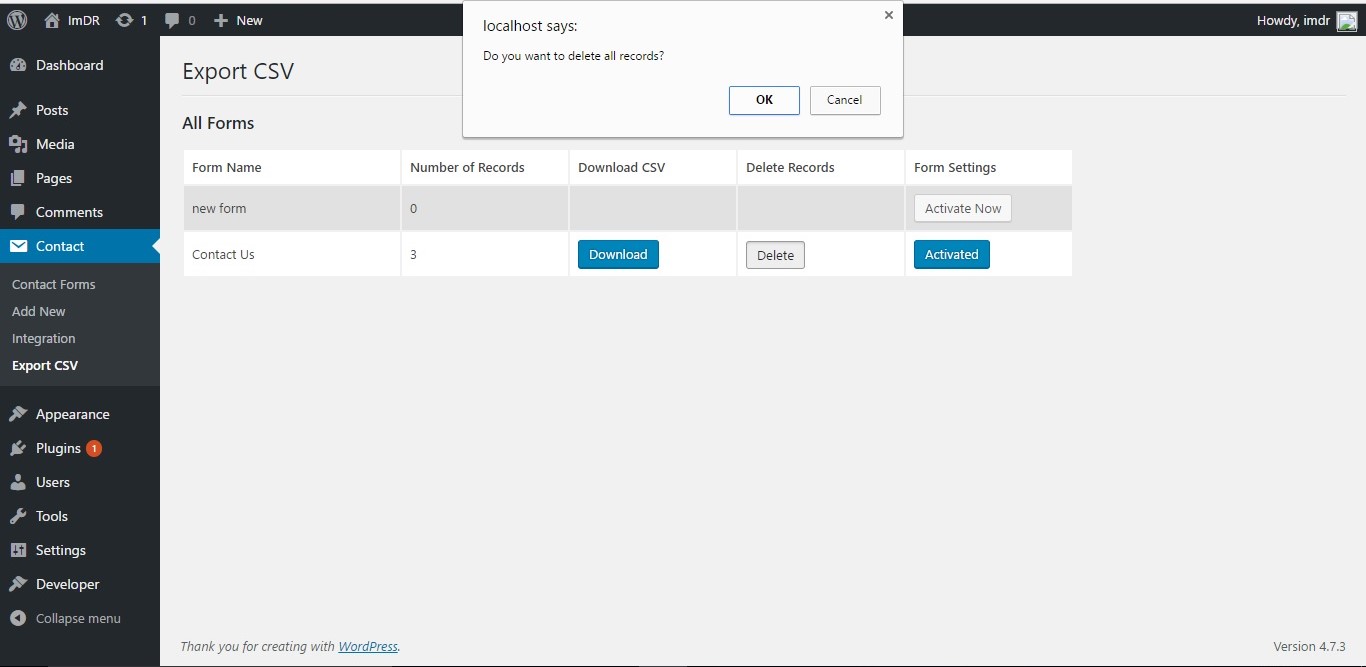 ImDR 1 0 New Howdy, imdr
localhost says:
Do you want to delete all records?
OK Cancel
Dashboard
Posts
Media
Pages
Comments
Contact
Contact Forms
Add New
Integration
Export CSV
Appearance
Plugins 1
Users
Tools
Settings
Developer
Collapse menu
Export CSV
All Forms
Form Name Number of Records Download CSV Delete Records Form Settings
new form 0 Activate Now
Contact Us 3 Download Delete Activated
Thank you for creating with WordPress. Version 4.7.3